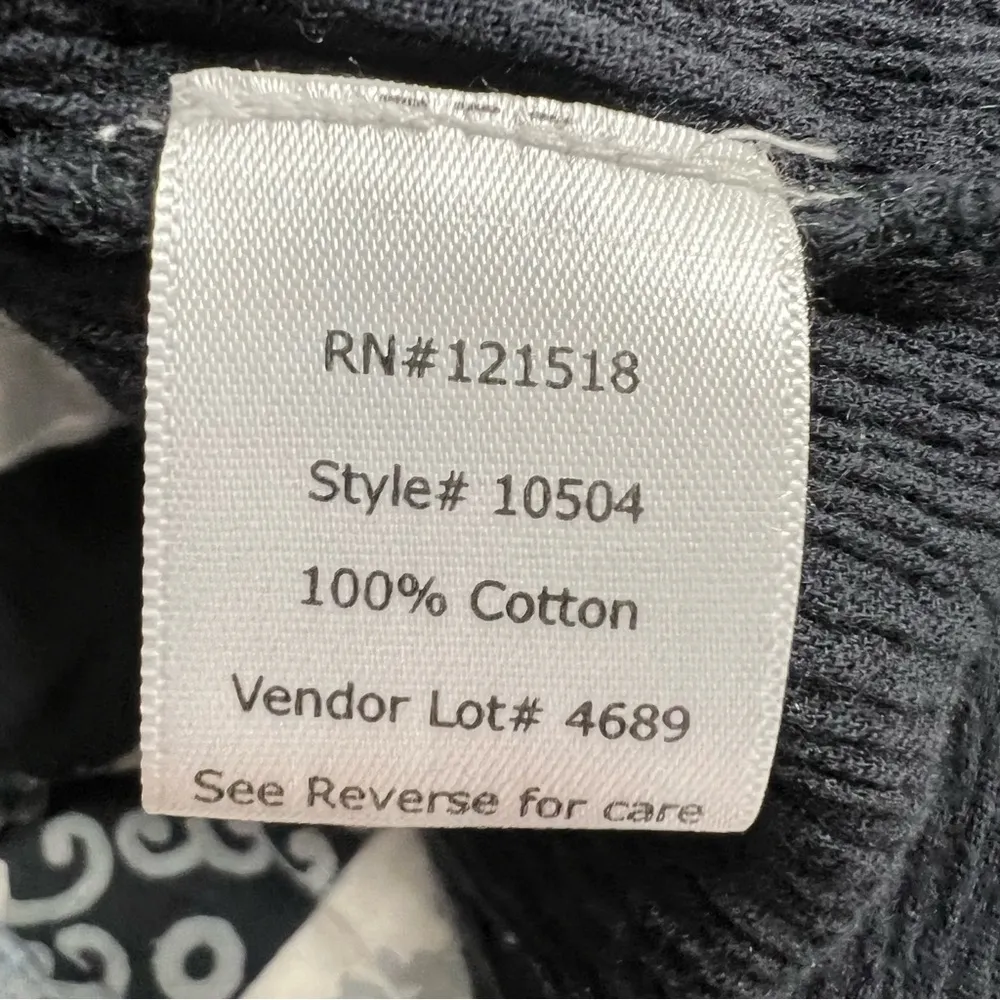 RN#121518
Style# 10504
100% Cotton
Vendor Lot# 4689
See Reverse for care